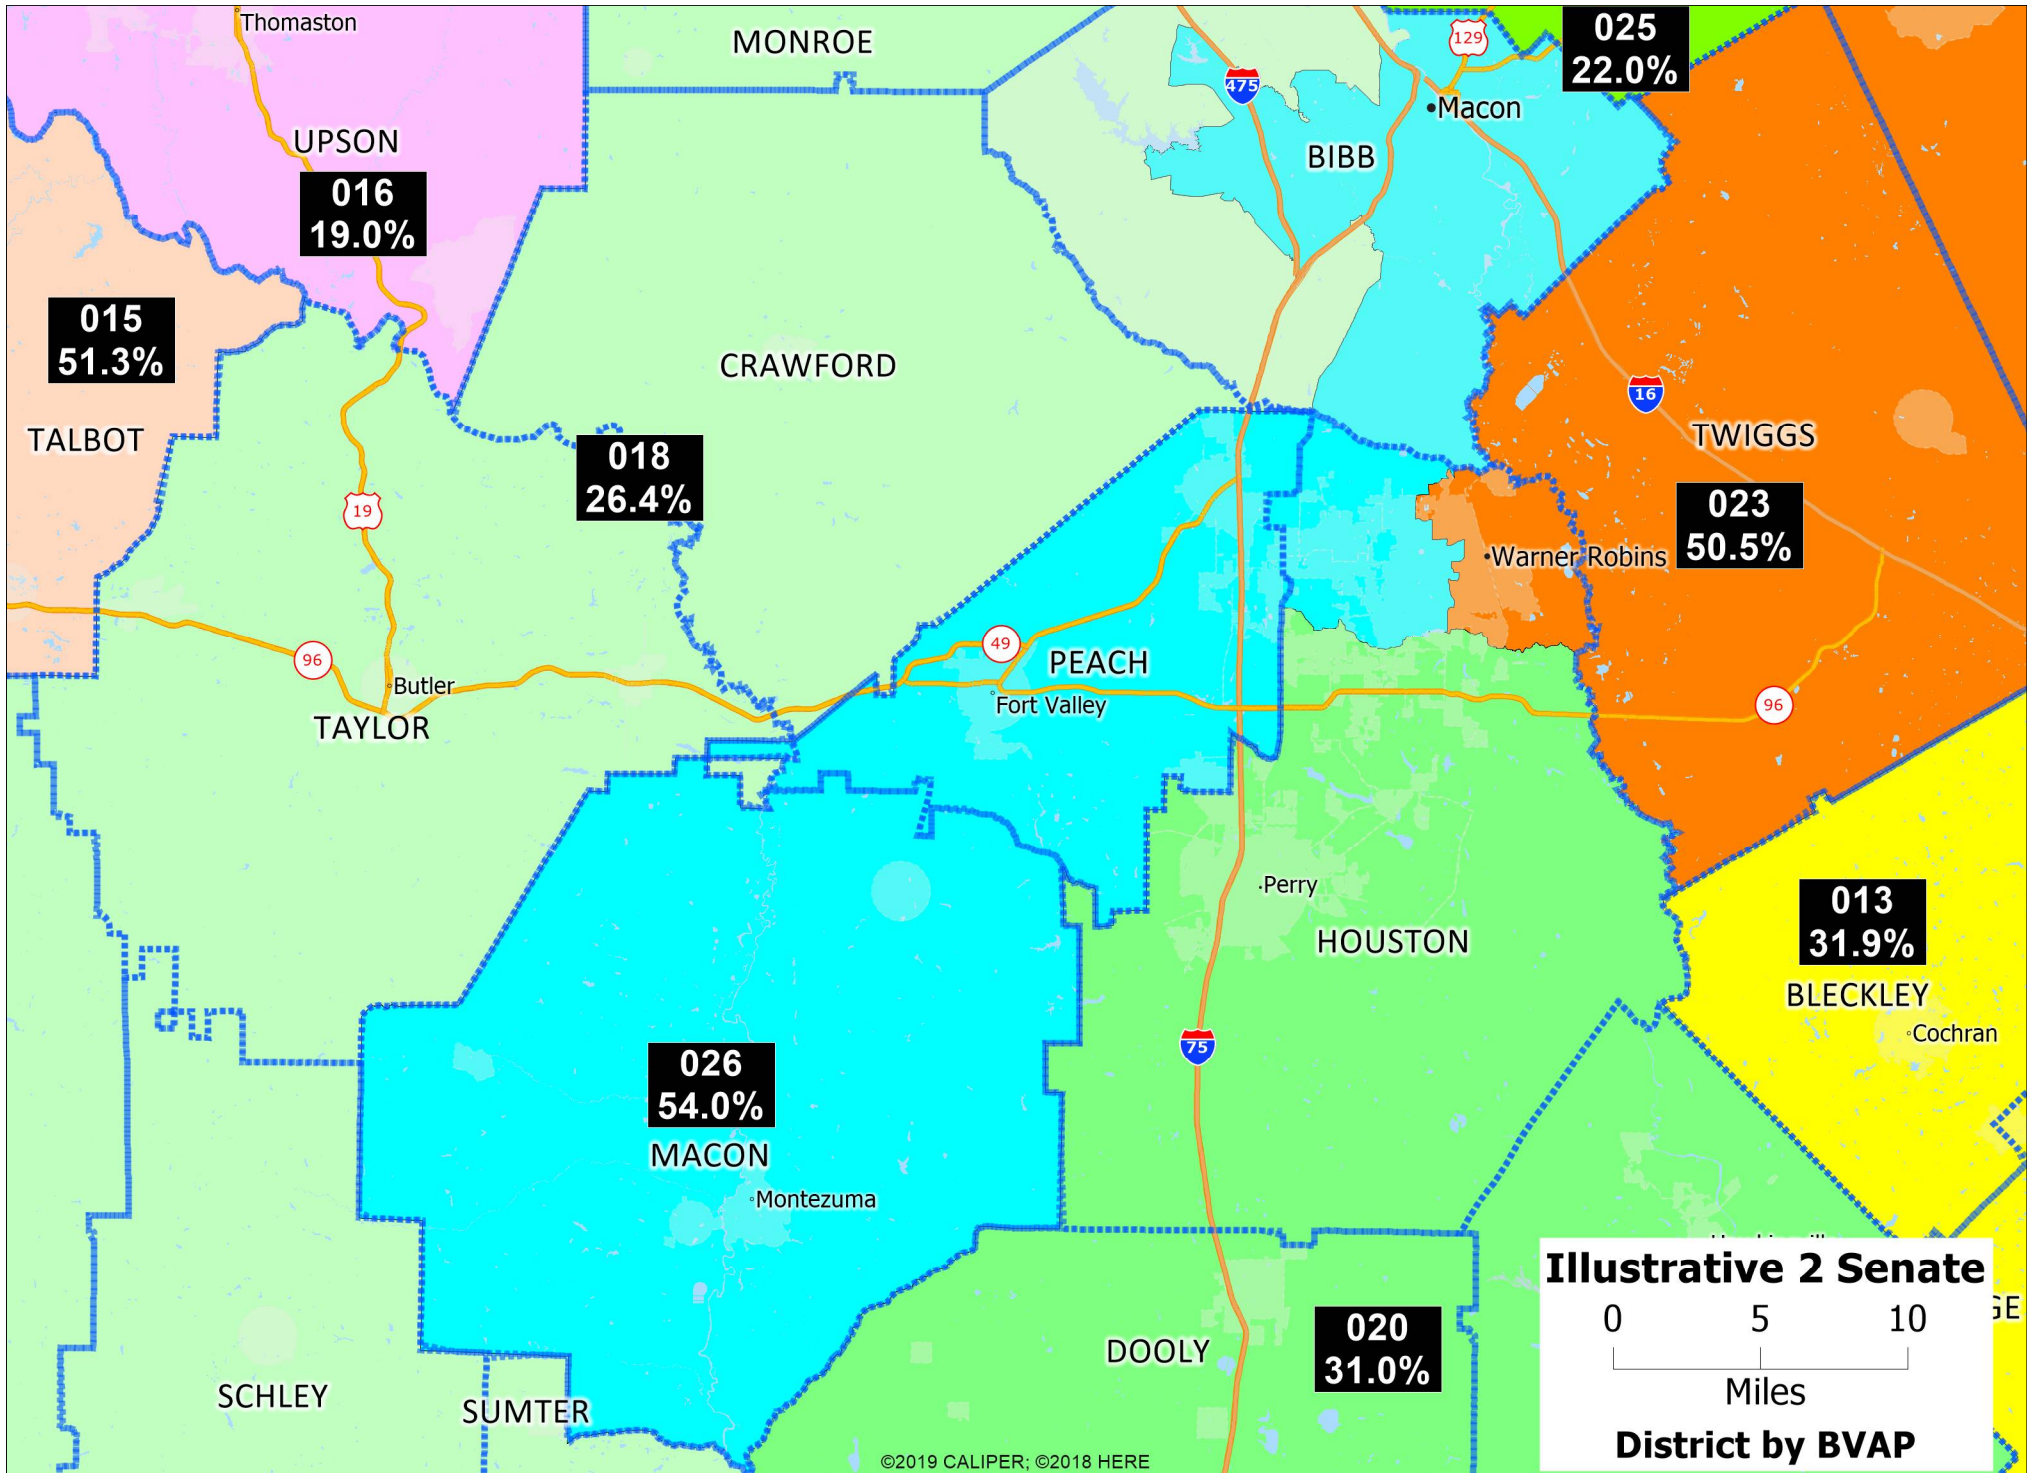 Thomaston
MONROE
129
025
22.0%
475
Macon
UPSON
BIBB
016
19.0%
015
51.3%
CRAWFORD
16
TALBOT
TWIGGS
018
26.4%
19
023
50.5%
Warner Robins
49
96
PEACH
Butler
Fort Valley
96
TAYLOR
Perry
013
31.9%
HOUSTON
BLECKLEY
Cochran
75
026
54.0%
MACON
Montezuma
Illustrative 2 Senate
0 5 10
Miles
District by BVAP
GE
020
31.0%
DOOLY
SCHLEY
SUMTER
©2019 CALIPER; ©2018 HERE